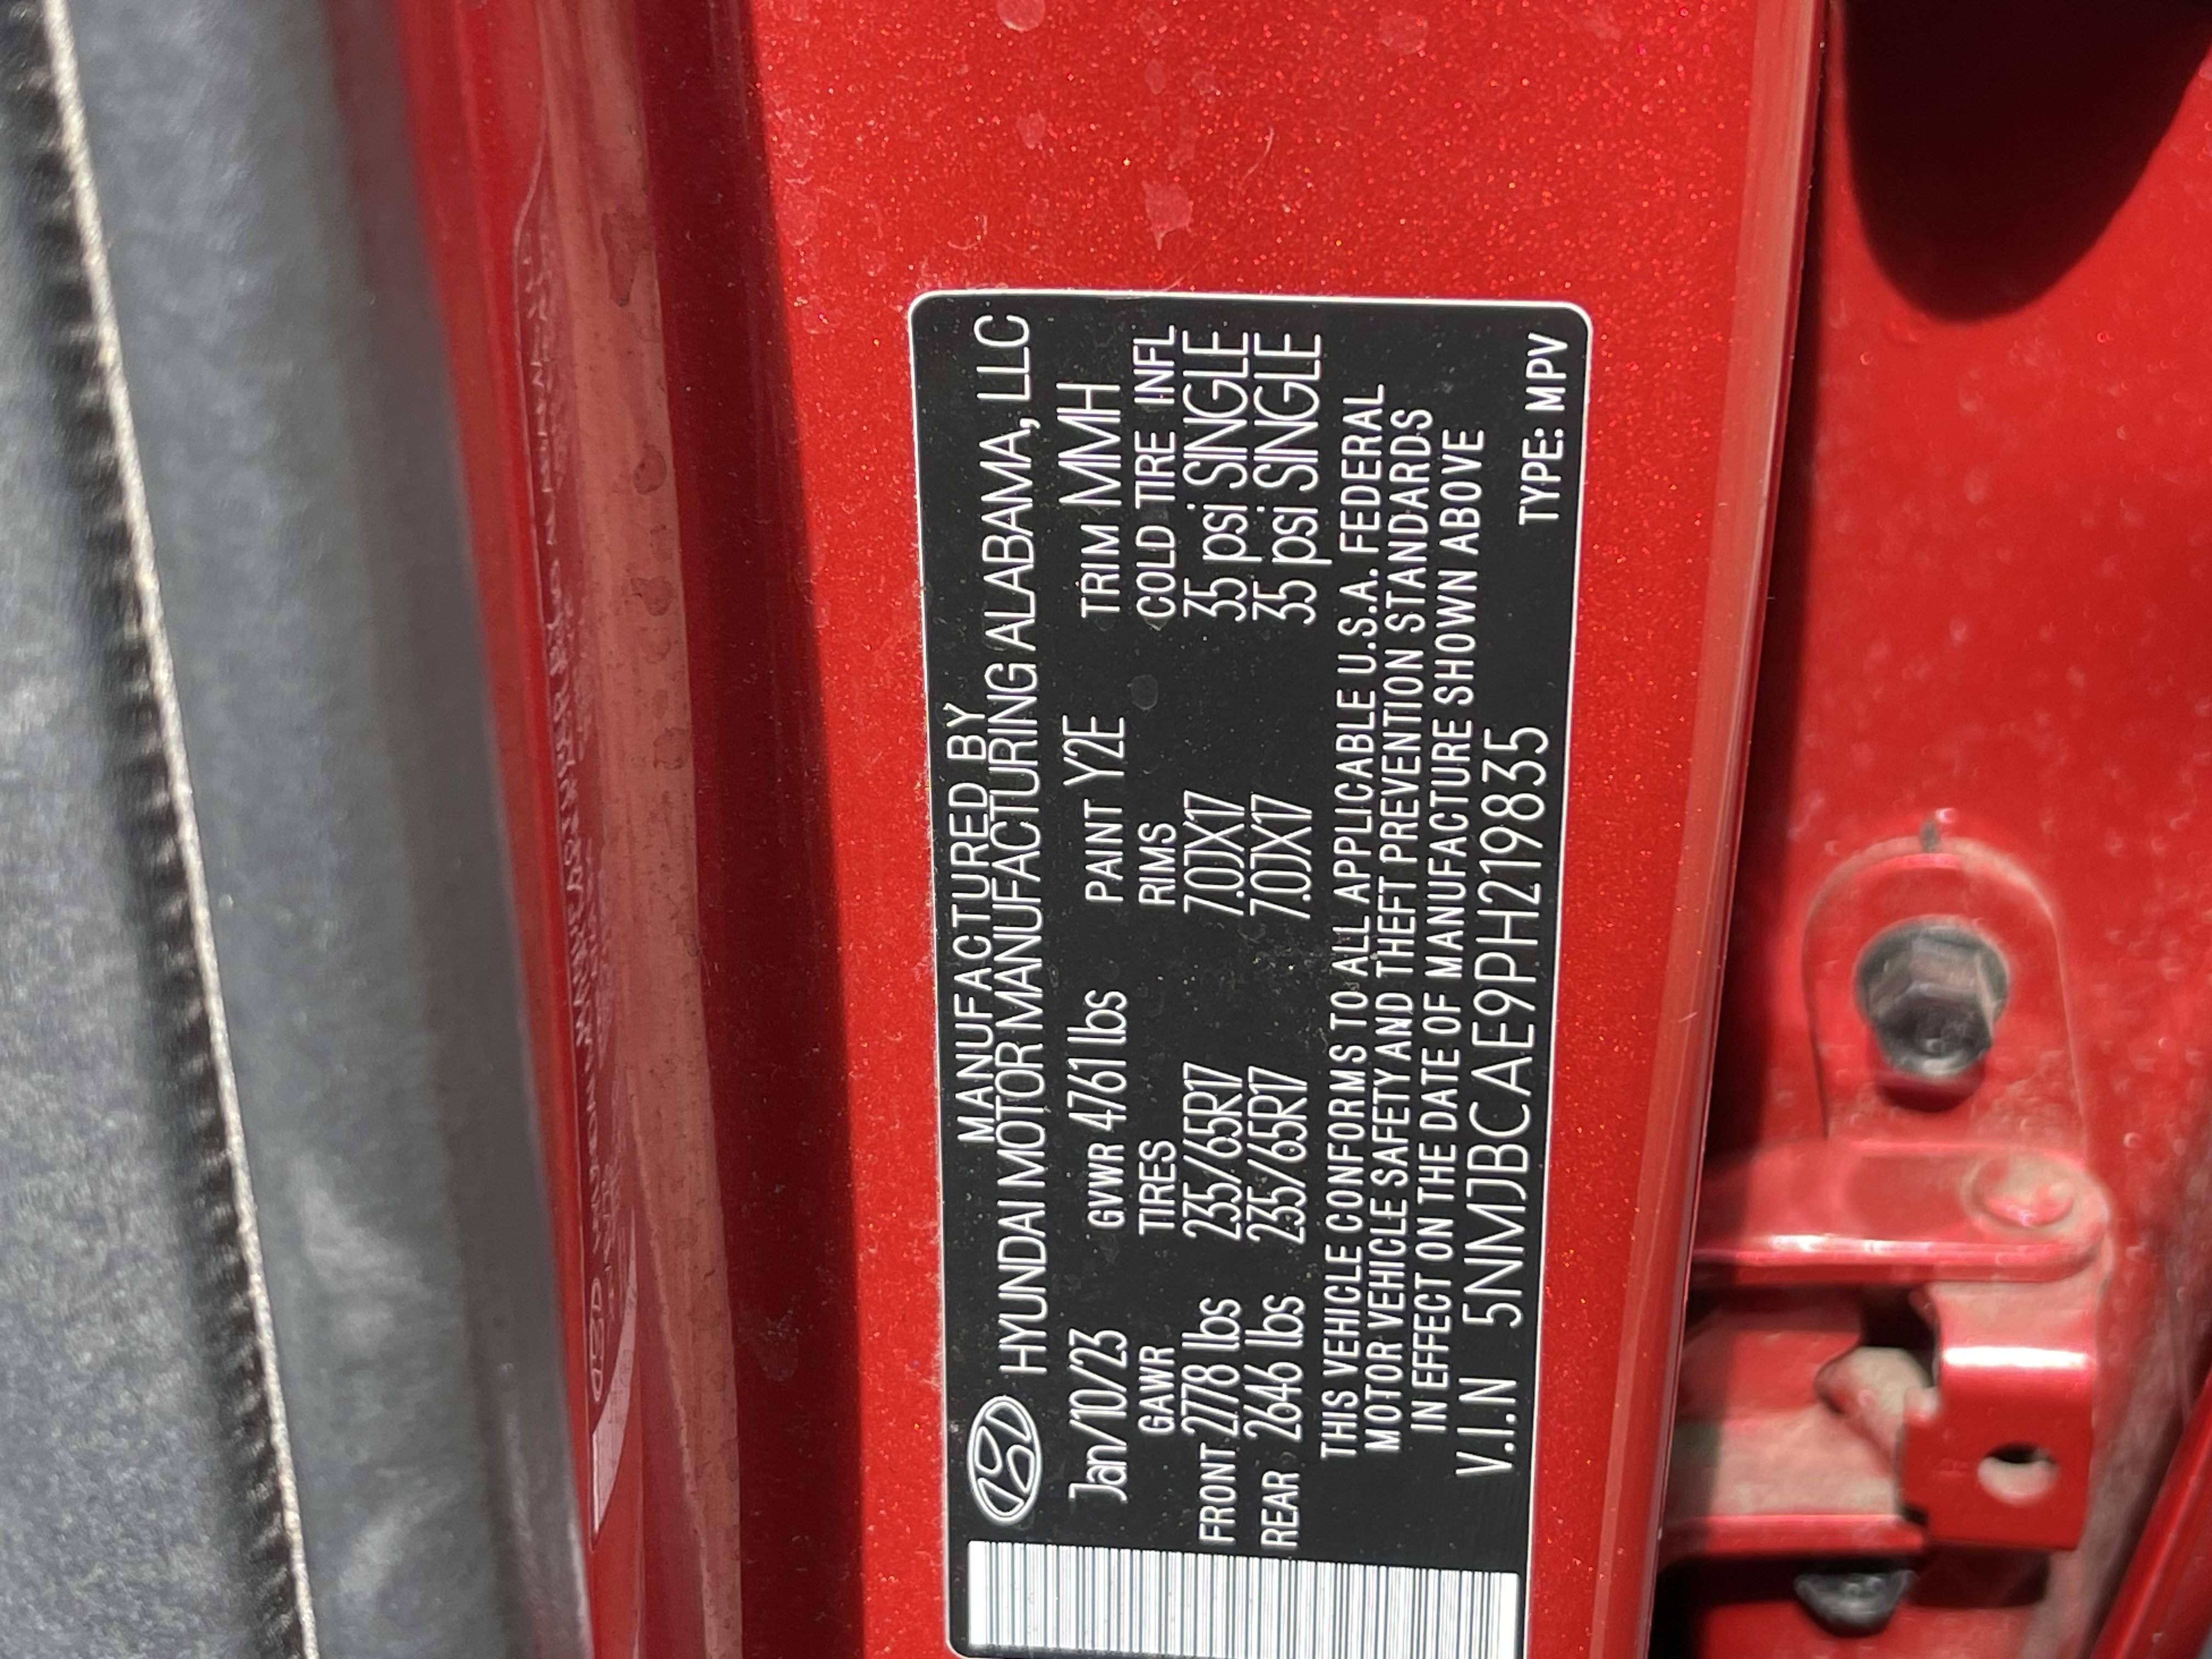 MANUFACTURED BY
HYUNDAI MOTOR MANUFACTURING ALABAMA, LLC
Jan/10/23 GVWR 4761 lbs PAINT Y2E TRIM MMH
GAWR TIRES RIMS COLD TIRE INFL
FRONT 2778 lbs 235/65R17 7.0JX17 35 psi SINGLE
REAR 2646 lbs 235/65R17 7.0JX17 35 psi SINGLE
THIS VEHICLE CONFORMS TO ALL APPLICABLE U.S.A. FEDERAL
MOTOR VEHICLE SAFETY AND THEFT PREVENTION STANDARDS
IN EFFECT ON THE DATE OF MANUFACTURE SHOWN ABOVE
V.I.N 5NMJBCAE9PH219835 TYPE: MPV